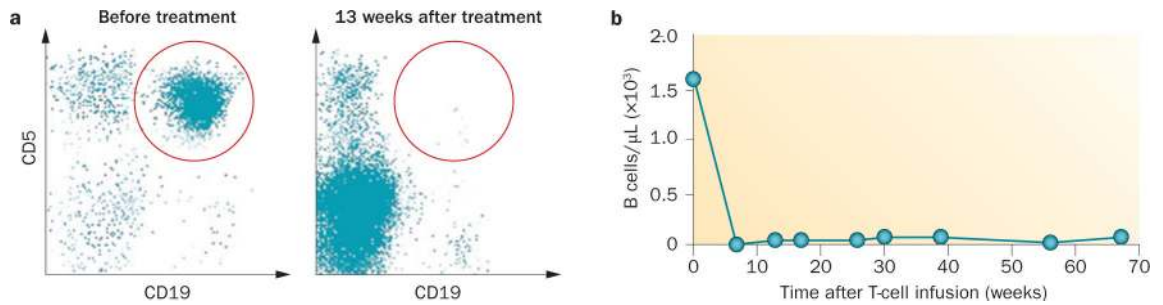 a
Before treatment
13 weeks after treatment
CD5
CD19
CD19
b
B cells/μL (×10³)
2·0
1.5
1.0
0.5
0
0 10 20 30 40 50 60 70
Time after T-cell infusion (weeks)